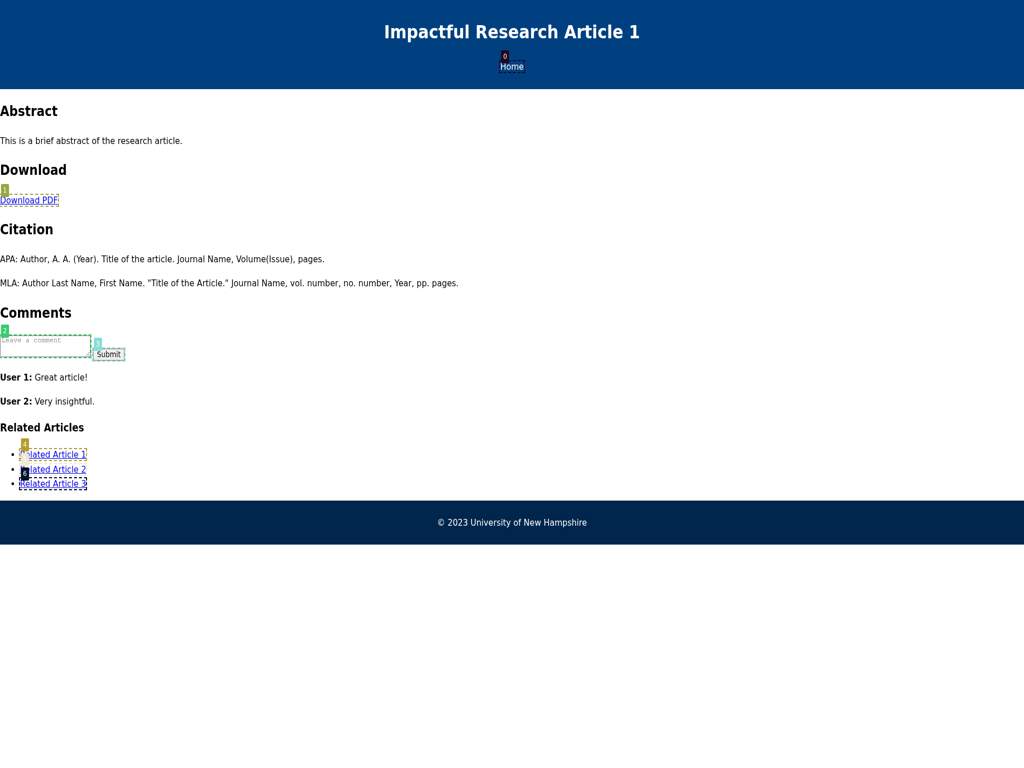 Impactful Research Article 1
0
Home
Abstract
This is a brief abstract of the research article.
Download
1
Download PDF
Citation
APA: Author, A. A. (Year). Title of the article. Journal Name, Volume(Issue), pages.
MLA: Author Last Name, First Name. "Title of the Article." Journal Name, vol. number, no. number, Year, pp. pages.
Comments
2
Leave a comment
3
Submit
User 1: Great article!
User 2: Very insightful.
Related Articles
4
• Related Article 1
• Related Article 2
6
• Related Article 3
© 2023 University of New Hampshire